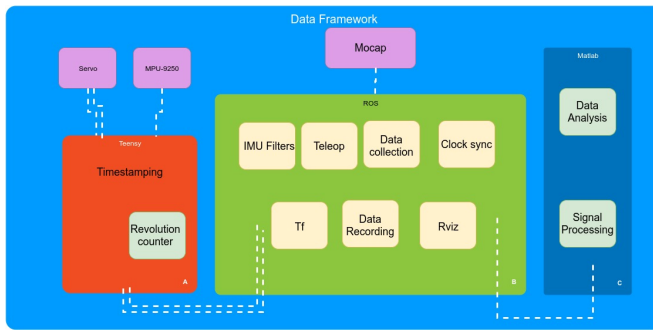 Data Framework
Servo
MPU-9250
Mocap
Matlab
Teensy
Timestamping
Revolution
counter
A
ROS
IMU Filters
Teleop
Data
collection
Clock sync
Tf
Data
Recording
Rviz
B
Data
Analysis
Signal
Processing
C